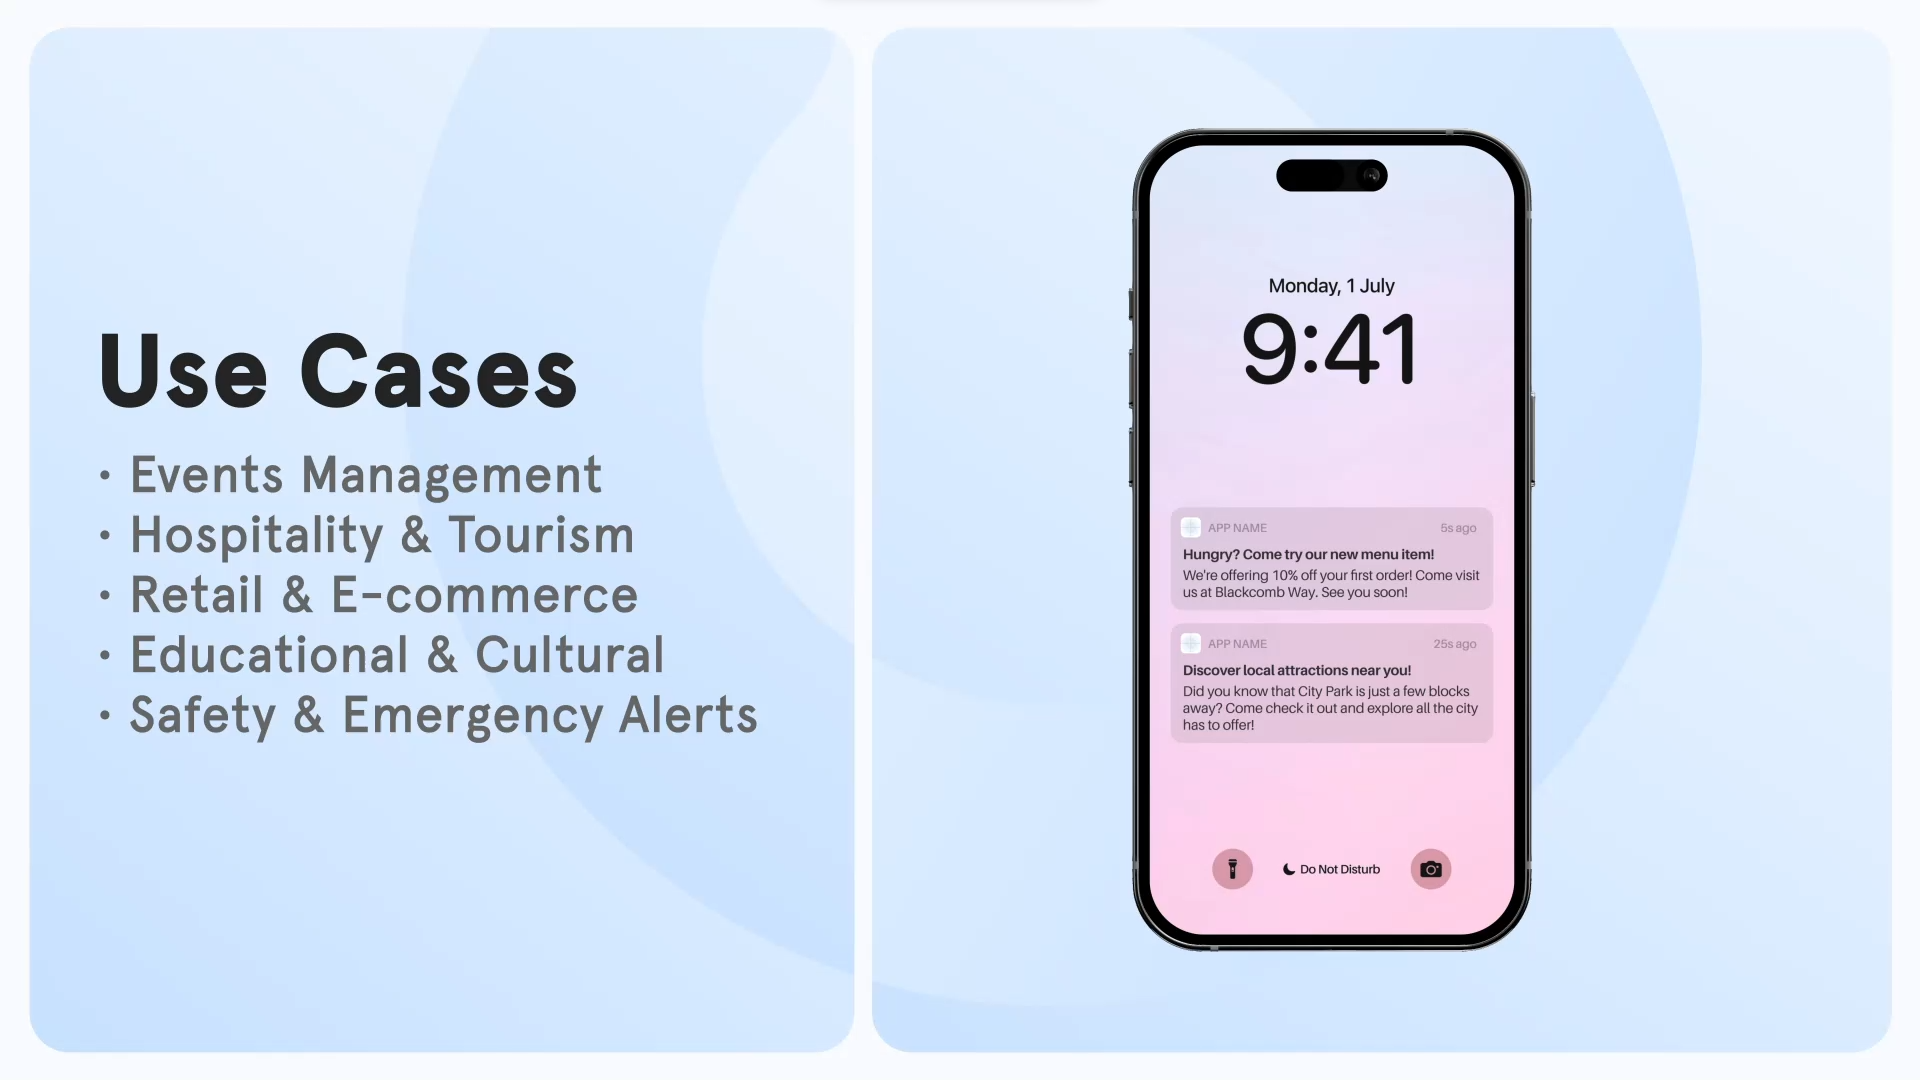 Use Cases
• Events Management
• Hospitality & Tourism
• Retail & E-commerce
• Educational & Cultural
• Safety & Emergency Alerts
Monday, 1 July
9:41
APP NAME 5s ago
Hungry? Come try our new menu item!
We're offering 10% off your first order! Come visit
us at Blackcomb Way. See you soon!
APP NAME 25s ago
Discover local attractions near you!
Did you know that City Park is just a few blocks
away? Come check it out and explore all the city
has to offer!
Do Not Disturb